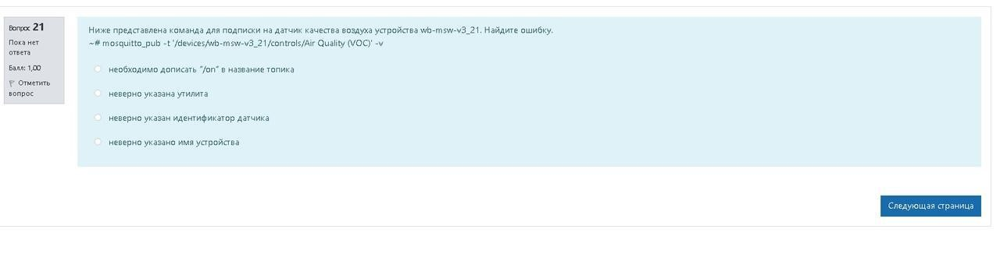 Вопрос 21
Пока нет
ответа
Балл: 1,00
Отметить
вопрос
Ниже представлена команда для подписки на датчик качества воздуха устройства wb-msw-v3_21. Найдите ошибку.
~# mosquitto_pub -t '/devices/wb-msw-v3_21/controls/Air Quality (VOC)' -v
необходимо дописать “/on” в название топика
неверно указана утилита
неверно указан идентификатор датчика
неверно указано имя устройства
Следующая страница